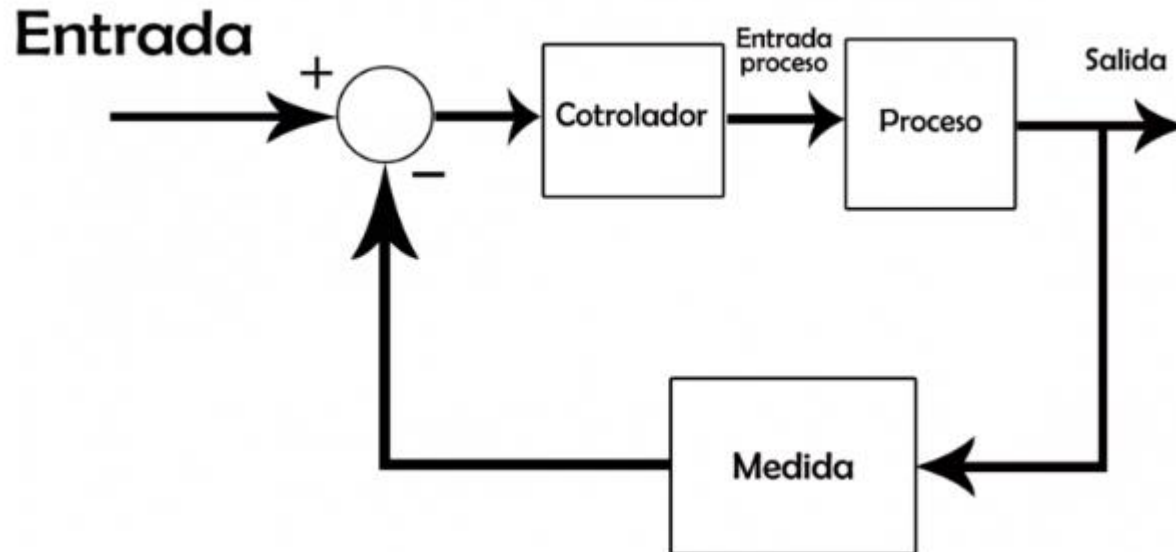 Entrada
+
Cotrolador
Entrada
proceso
Proceso
Salida
−
Medida